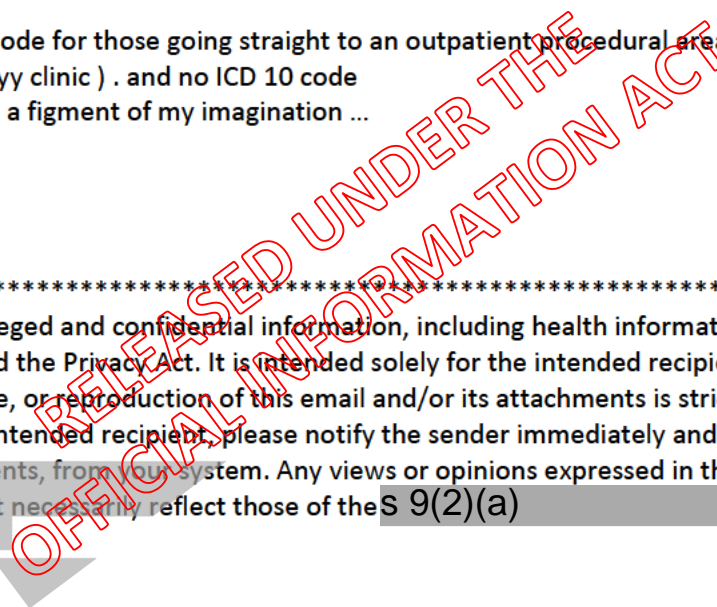 ode for those going straight to an outpatient procedural area
yy clinic ) . and no ICD 10 code
a figment of my imagination ...
****************************************************************
eged and confidential information, including health informat
d the Privacy Act. It is intended solely for the intended recipie
e, or reproduction of this email and/or its attachments is stri
ntended recipient, please notify the sender immediately and
ents, from your system. Any views or opinions expressed in th
t necessarily reflect those of the s 9(2)(a)
RELEASED UNDER THE
OFFICIAL INFORMATION ACT